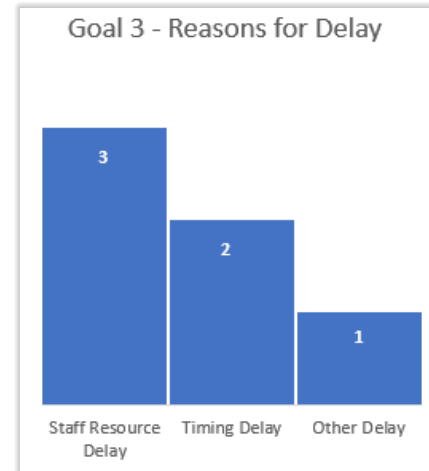 Goal 3 - Reasons for Delay
3
2
1
Staff Resource
Delay
Timing Delay
Other Delay